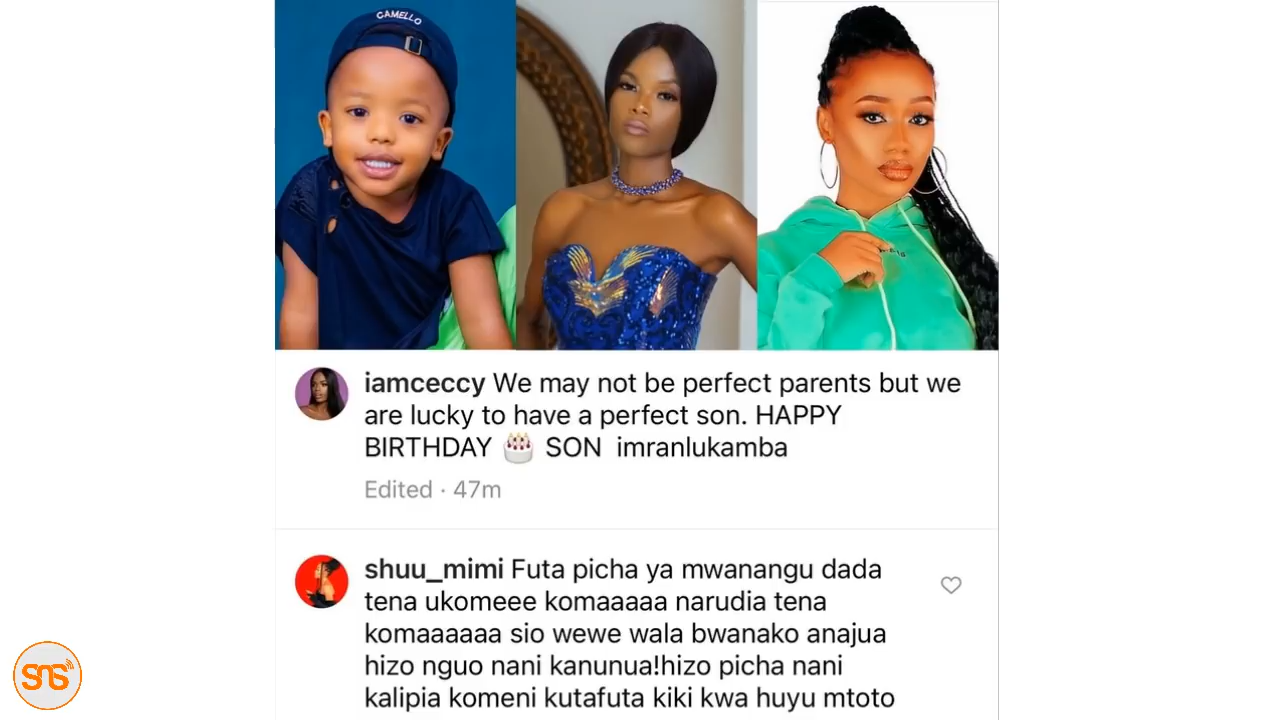 CAMELLO
iamceccy We may not be perfect parents but we
are lucky to have a perfect son. HAPPY
BIRTHDAY 🎂 SON imranlukamba
Edited · 47m
shuu_mimi Futa picha ya mwanangu dada
tena ukomeee komaaaaa narudia tena
komaaaaaa sio wewe wala bwanako anajua
hizo nguo nani kanunua!hizo picha nani
kalipia komeni kutafuta kiki kwa huyu mtoto
SNS